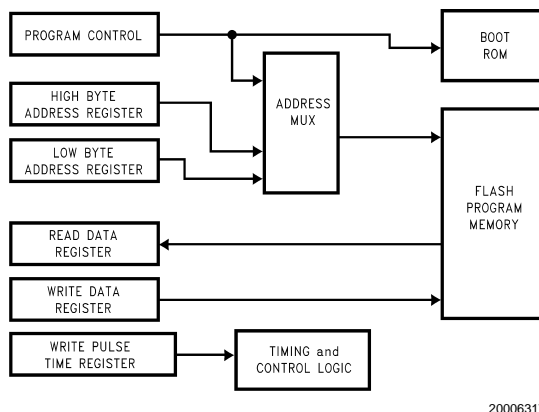 PROGRAM CONTROL
BOOT
ROM
HIGH BYTE
ADDRESS REGISTER
ADDRESS
MUX
LOW BYTE
ADDRESS REGISTER
FLASH
PROGRAM
MEMORY
READ DATA
REGISTER
WRITE DATA
REGISTER
WRITE PULSE
TIME REGISTER
TIMING and
CONTROL LOGIC